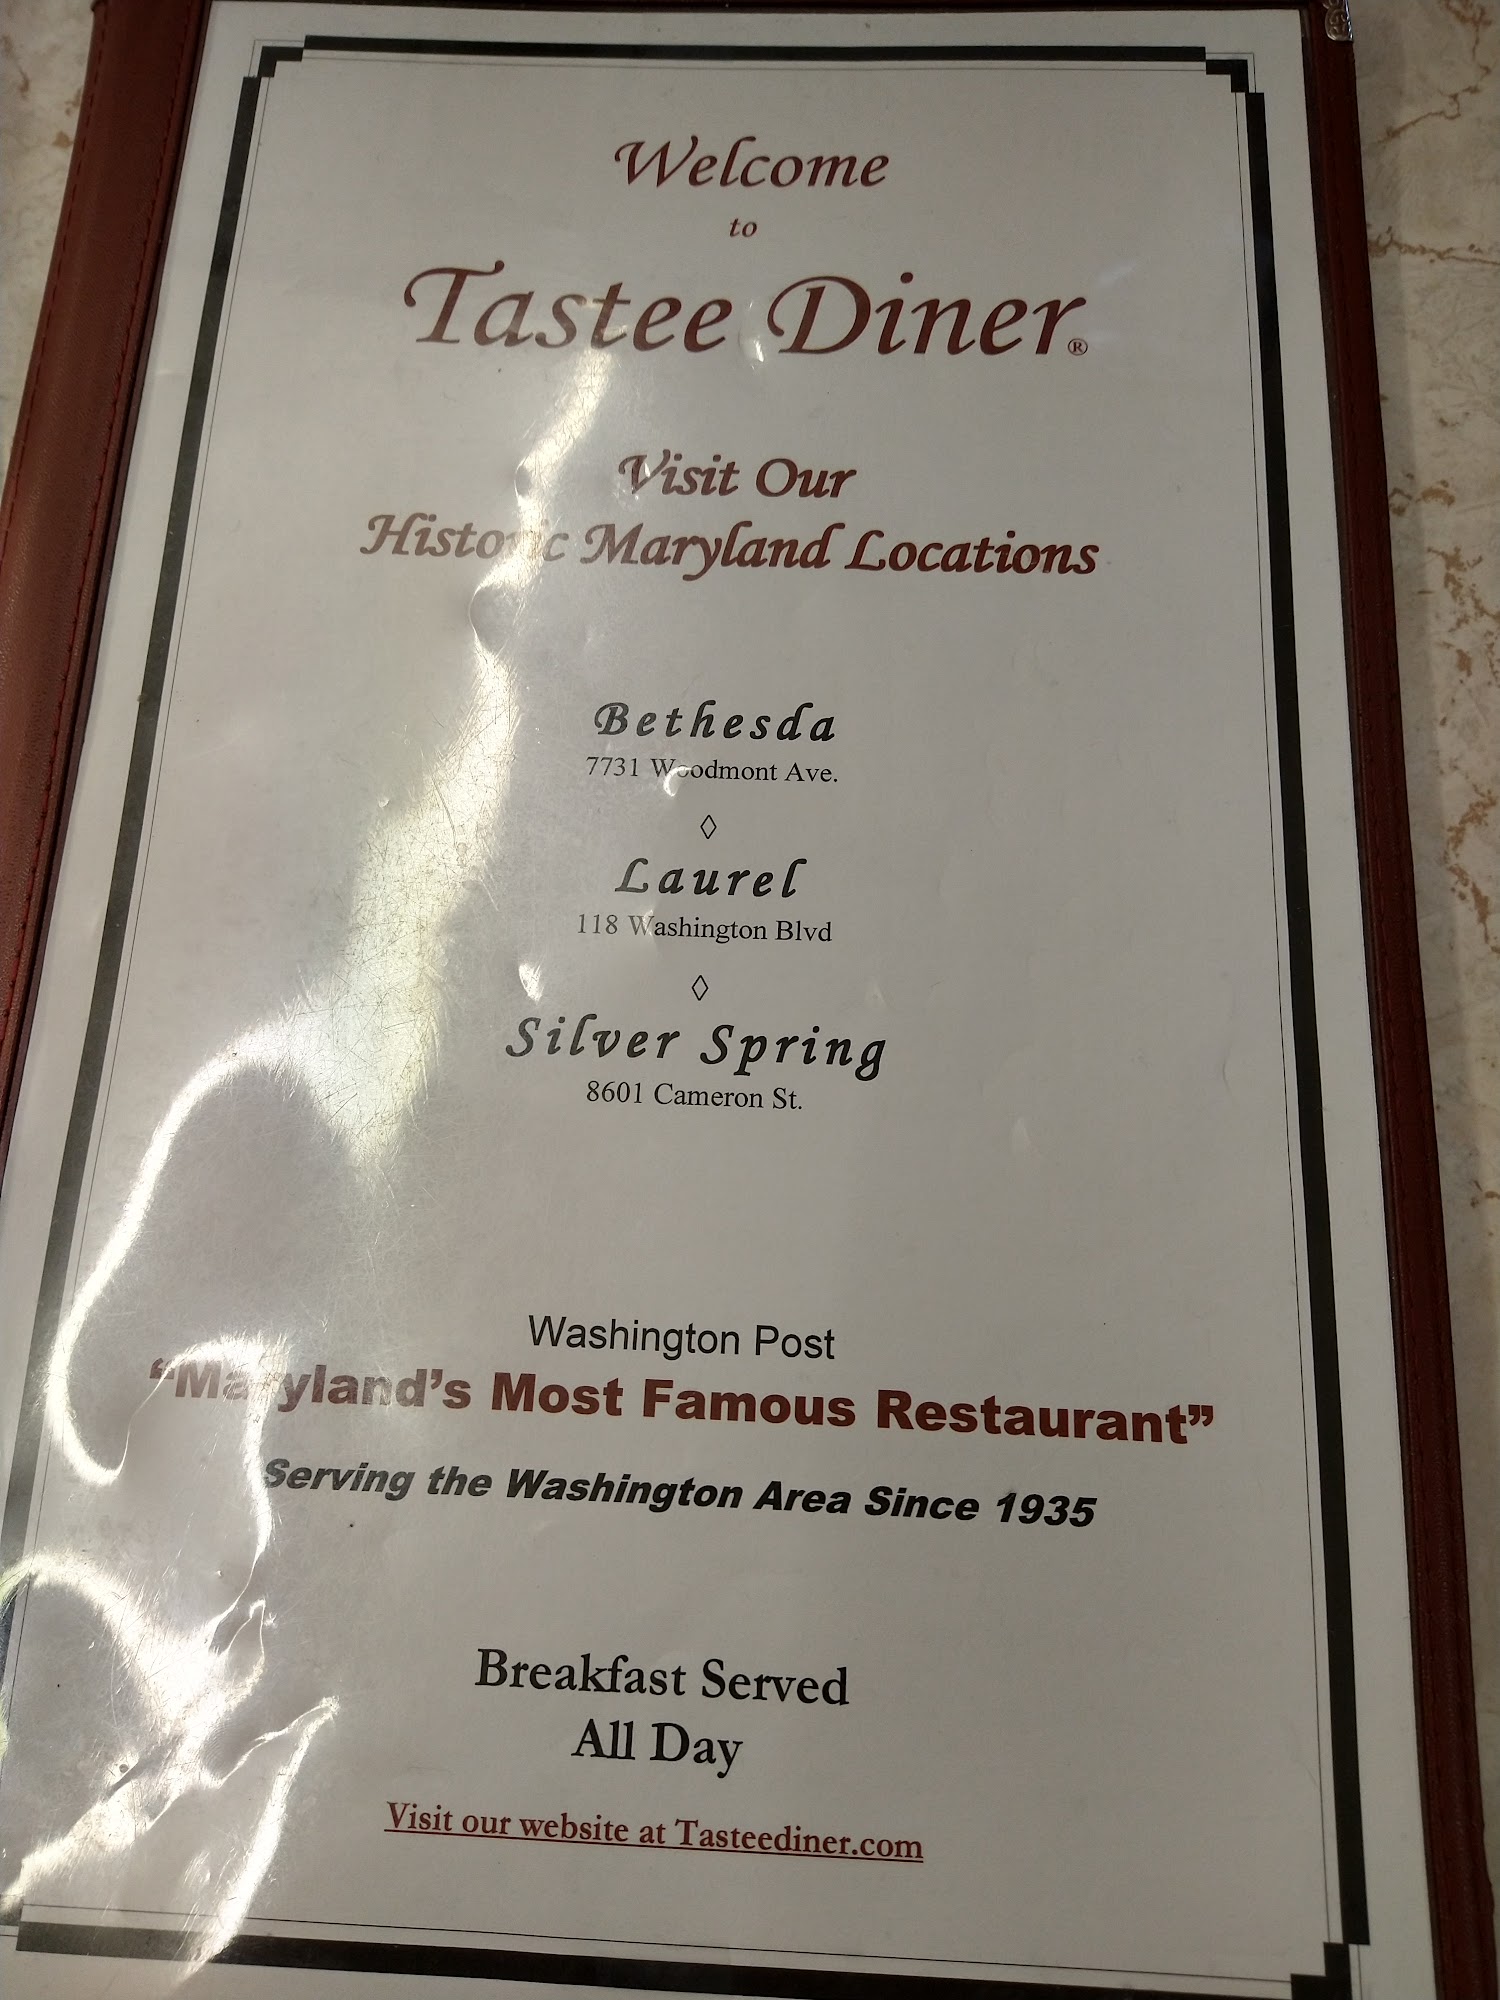 Welcome
to
Tastee Diner®
Visit Our
Historic Maryland Locations
Bethesda
7731 Woodmont Ave.
◊
Laurel
118 Washington Blvd
◊
Silver Spring
8601 Cameron St.
Washington Post
“Maryland’s Most Famous Restaurant”
Serving the Washington Area Since 1935
Breakfast Served
All Day
Visit our website at Tasteediner.com